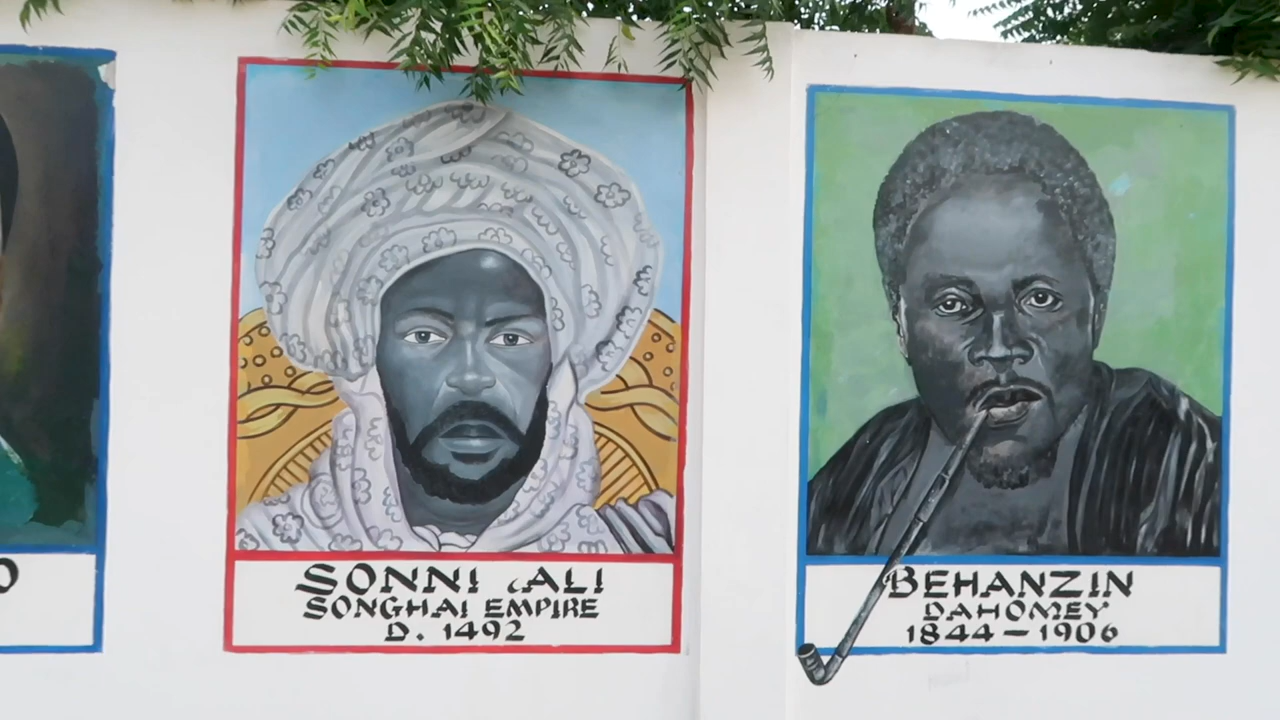 O
SONNI ALI
SONGHAI EMPIRE
D. 1492
BEHANZIN
DAHOMEY
1844-1906